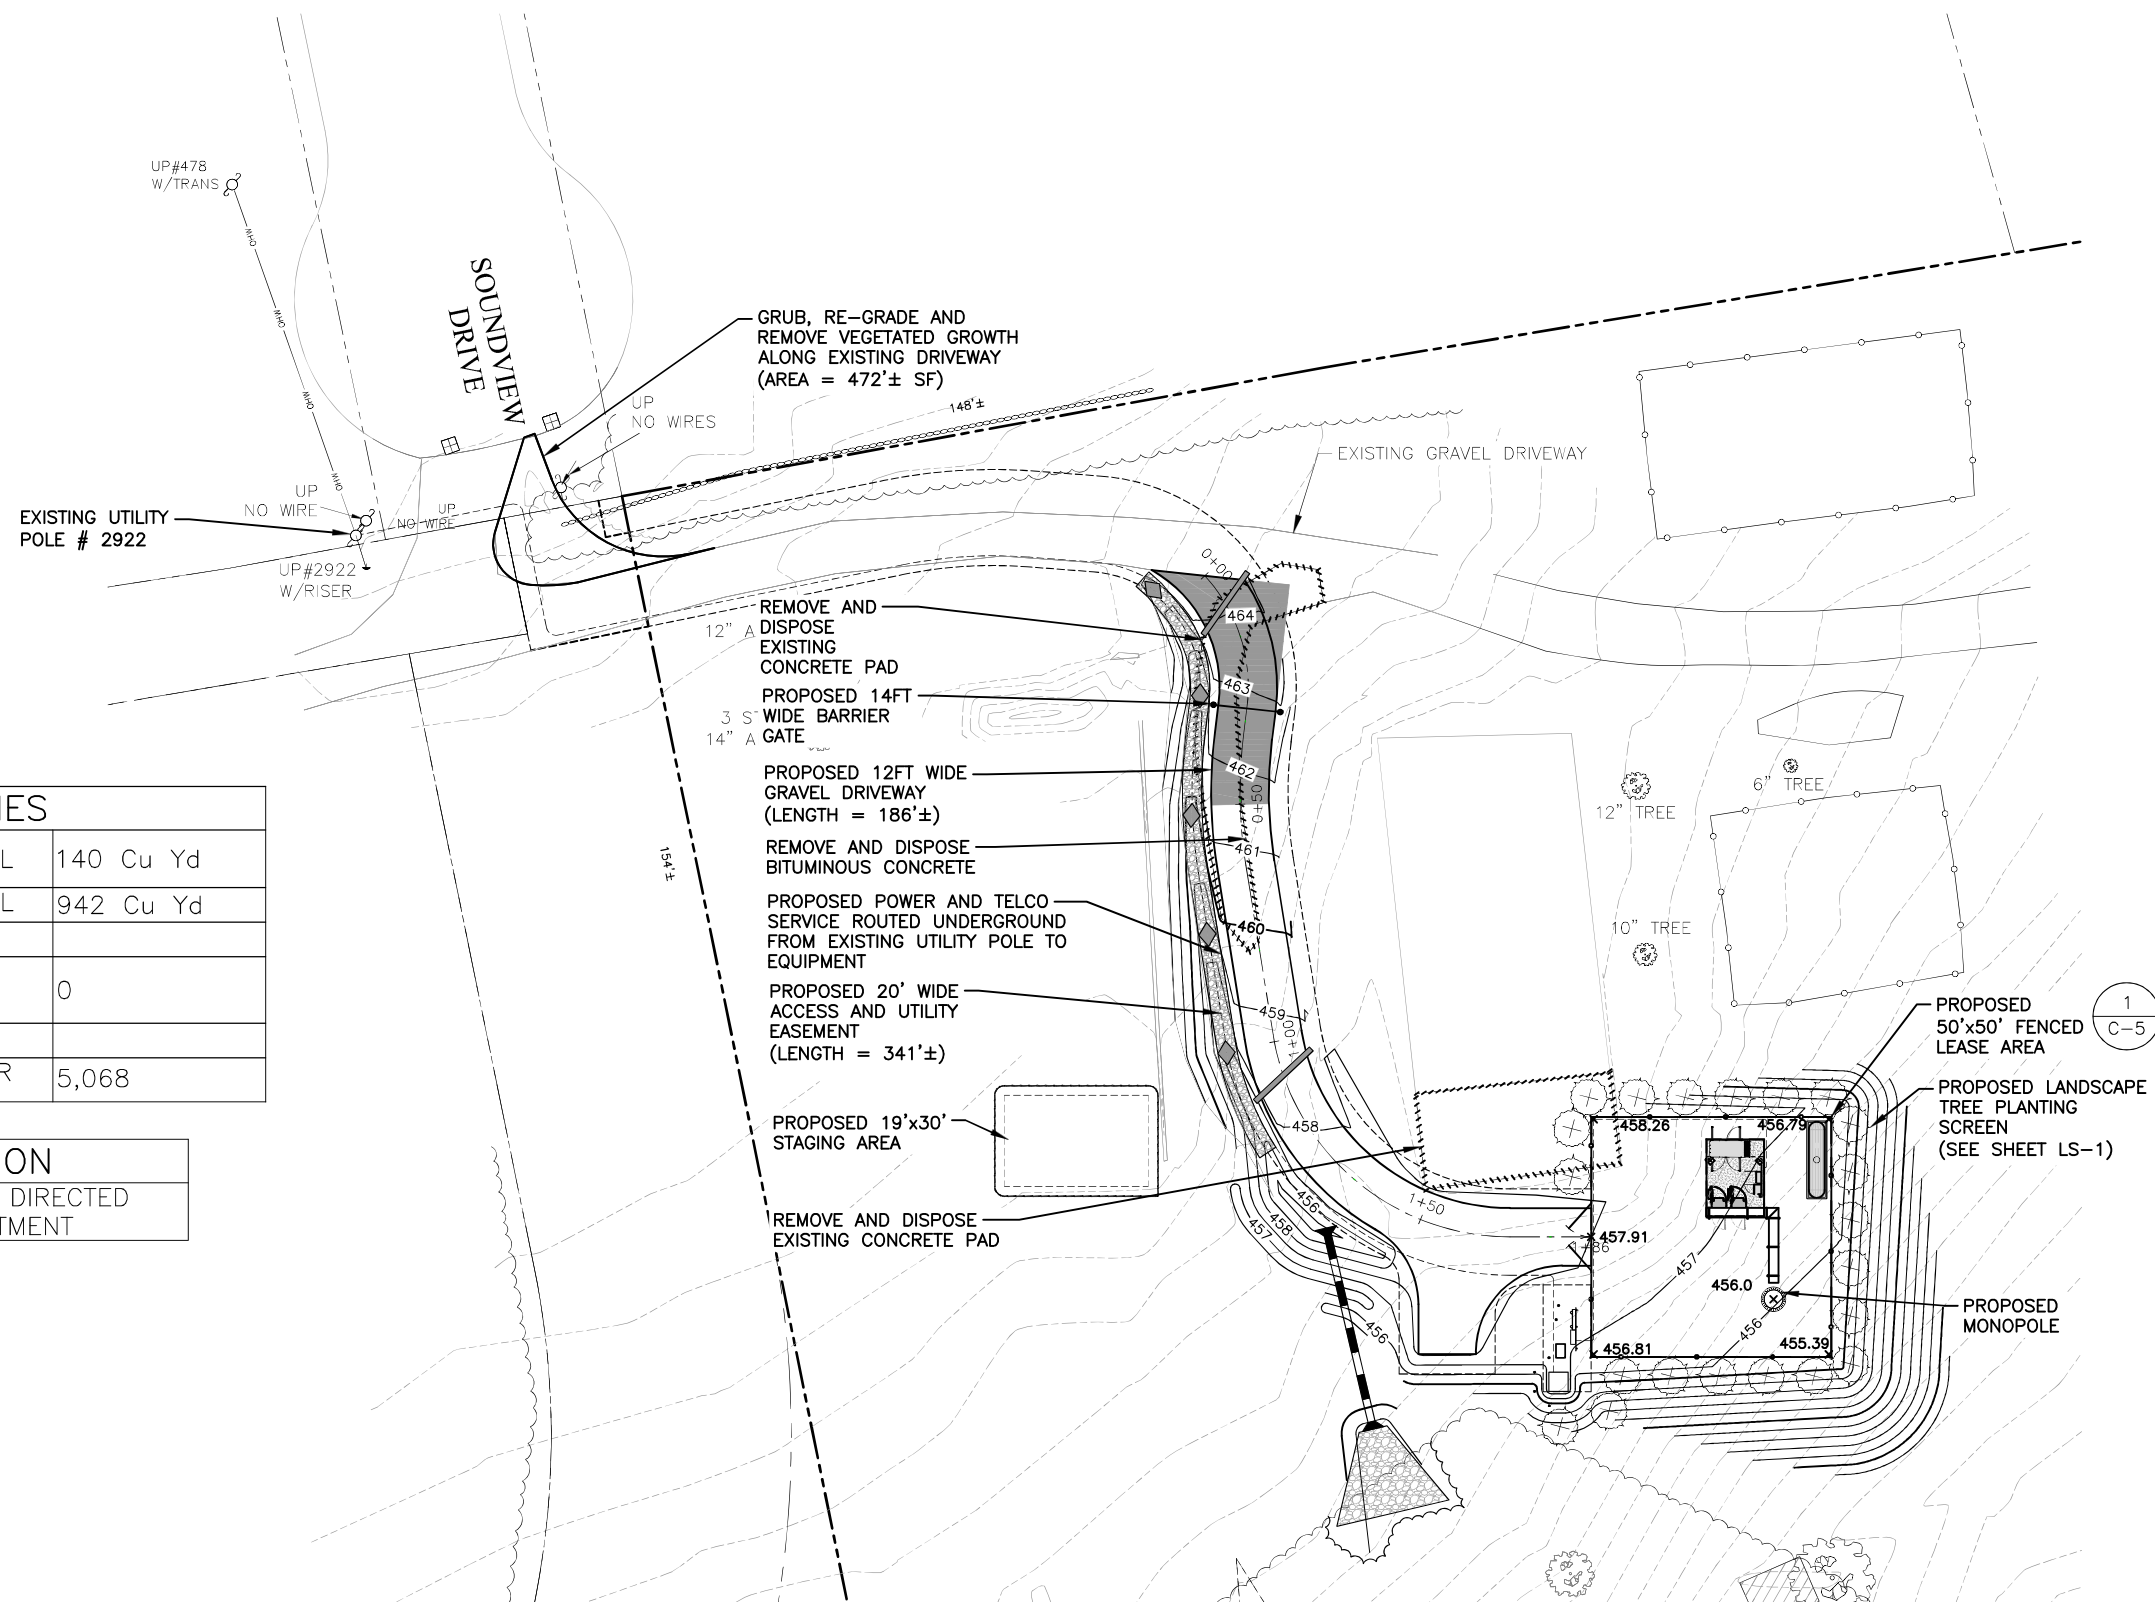 UP#478
W/TRANS
OHW
OHW
OHW
OHW
SOUNDVIEW
DRIVE
GRUB, RE-GRADE AND
REMOVE VEGETATED GROWTH
ALONG EXISTING DRIVEWAY
(AREA = 472'± SF)
UP
NO WIRES
148'±
EXISTING GRAVEL DRIVEWAY
UP
NO WIRE
UP
NO WIRE
EXISTING UTILITY
POLE # 2922
UP#2922
W/RISER
REMOVE AND
DISPOSE
EXISTING
CONCRETE PAD
12" A
PROPOSED 14FT
WIDE BARRIER
GATE
3 S
14" A
PROPOSED 12FT WIDE
GRAVEL DRIVEWAY
(LENGTH = 186'±)
REMOVE AND DISPOSE
BITUMINOUS CONCRETE
PROPOSED POWER AND TELCO
SERVICE ROUTED UNDERGROUND
FROM EXISTING UTILITY POLE TO
EQUIPMENT
PROPOSED 20' WIDE
ACCESS AND UTILITY
EASEMENT
(LENGTH = 341'±)
PROPOSED 19'x30'
STAGING AREA
REMOVE AND DISPOSE
EXISTING CONCRETE PAD
154'±
0+00
464
463
462
0+50
461
460
459
1+00
458
1+50
1+86
456
458
457
456
12" TREE
6" TREE
10" TREE
PROPOSED
50'x50' FENCED
LEASE AREA
1
C-5
PROPOSED LANDSCAPE
TREE PLANTING
SCREEN
(SEE SHEET LS-1)
458.26
456.79
457.91
457
456.0
456
456.81
455.39
PROPOSED
MONOPOLE
IES
L 140 Cu Yd
L 942 Cu Yd
0
R 5,068
ON
DIRECTED
TMENT